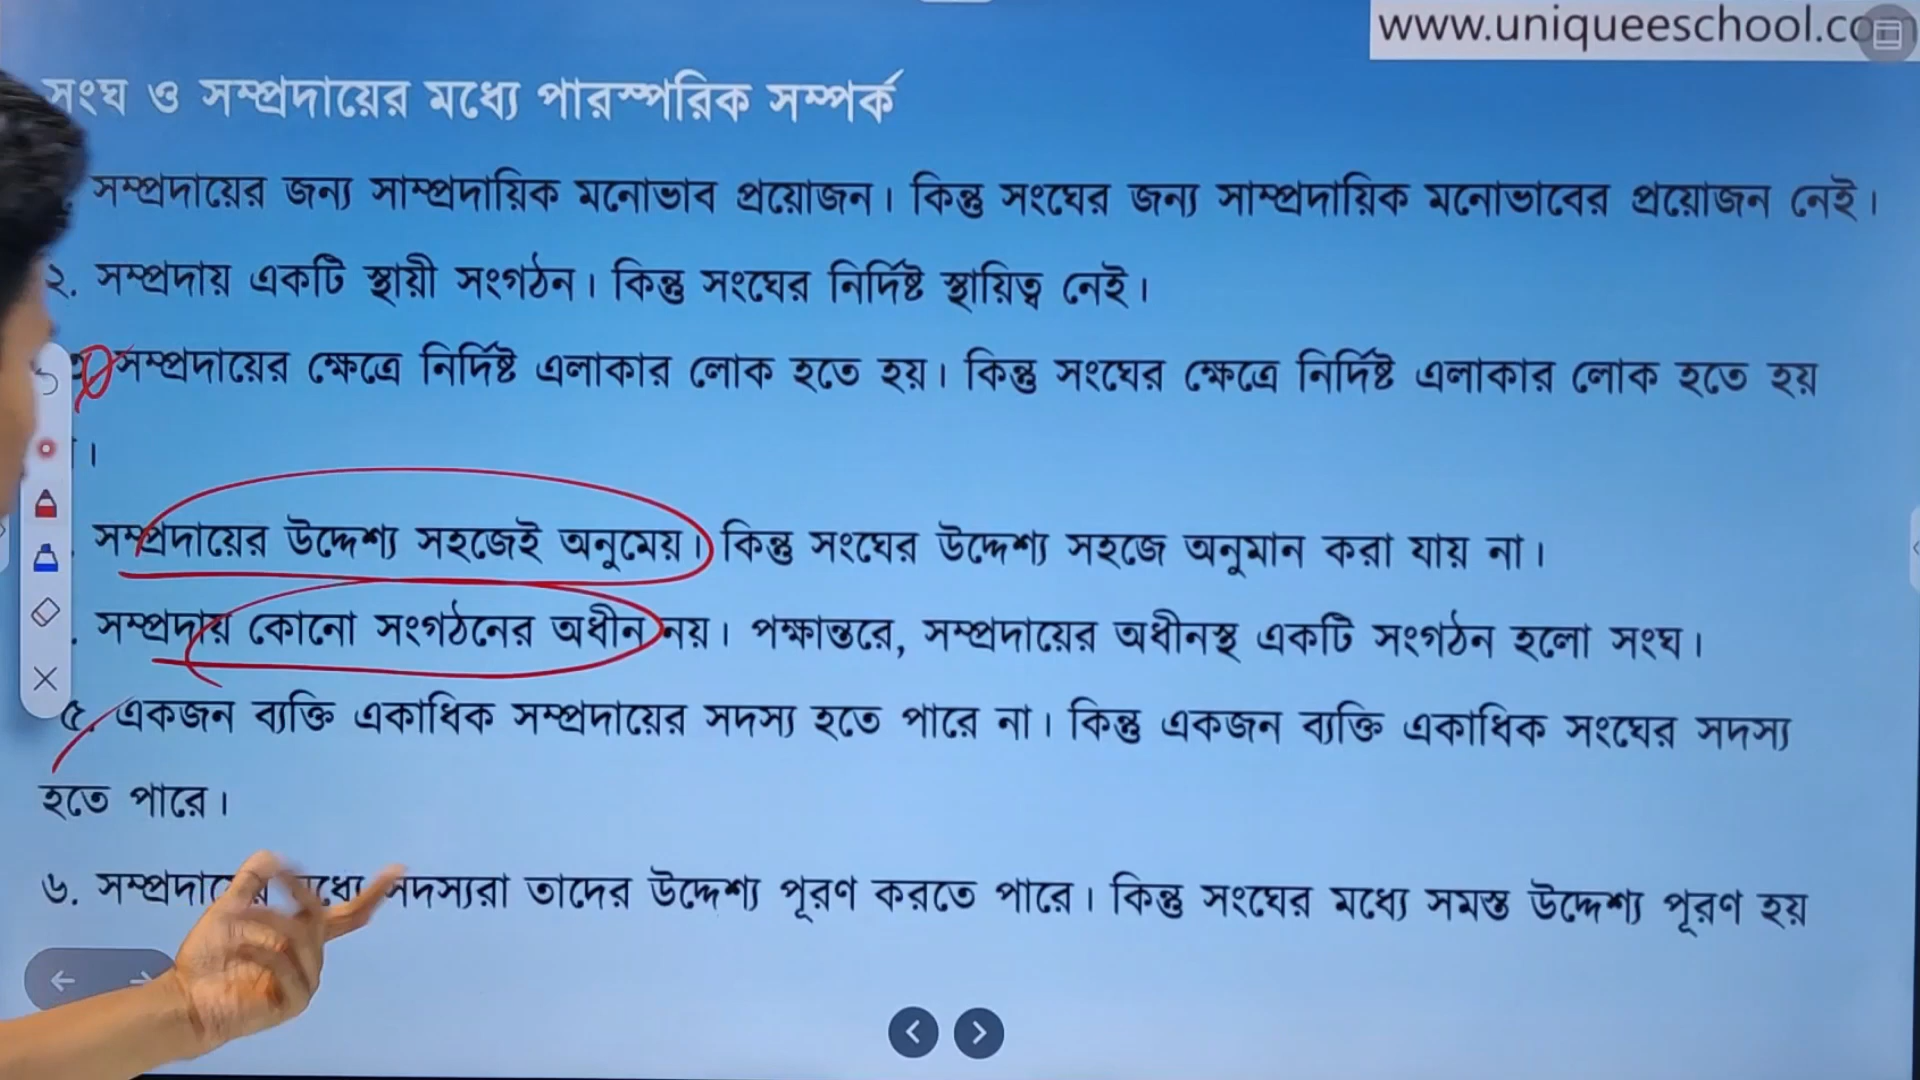 www.uniqueeschool.co
সংঘ ও সম্প্রদায়ের মধ্যে পারস্পরিক সম্পর্ক
সম্প্রদায়ের জন্য সাম্প্রদায়িক মনোভাব প্রয়োজন। কিন্তু সংঘের জন্য সাম্প্রদায়িক মনোভাবের প্রয়োজন নেই।
২. সম্প্রদায় একটি স্থায়ী সংগঠন। কিন্তু সংঘের নির্দিষ্ট স্থায়িত্ব নেই।
সম্প্রদায়ের ক্ষেত্রে নির্দিষ্ট এলাকার লোক হতে হয়। কিন্তু সংঘের ক্ষেত্রে নির্দিষ্ট এলাকার লোক হতে হয়
।
সম্প্রদায়ের উদ্দেশ্য সহজেই অনুমেয়। কিন্তু সংঘের উদ্দেশ্য সহজে অনুমান করা যায় না।
. সম্প্রদায় কোনো সংগঠনের অধীন নয়। পক্ষান্তরে, সম্প্রদায়ের অধীনস্থ একটি সংগঠন হলো সংঘ।
৫. একজন ব্যক্তি একাধিক সম্প্রদায়ের সদস্য হতে পারে না। কিন্তু একজন ব্যক্তি একাধিক সংঘের সদস্য
হতে পারে।
৬. সদস্যরা তাদের উদ্দেশ্য পূরণ করতে পারে। কিন্তু সংঘের মধ্যে সমস্ত উদ্দেশ্য পূরণ হয়